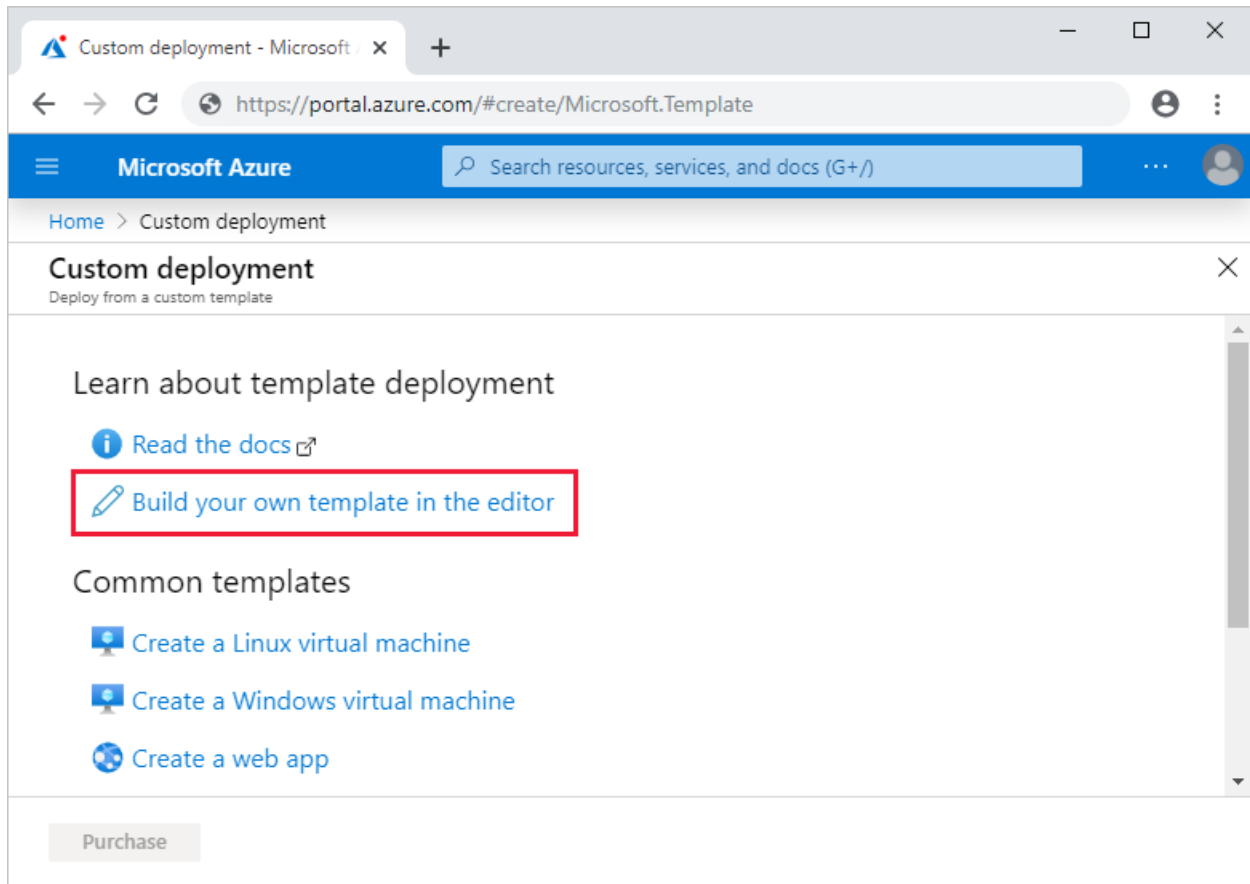 Custom deployment - Microsoft
https://portal.azure.com/#create/Microsoft.Template
Microsoft Azure
Search resources, services, and docs (G+/)
Home > Custom deployment
Custom deployment
Deploy from a custom template
Learn about template deployment
Read the docs
Build your own template in the editor
Common templates
Create a Linux virtual machine
Create a Windows virtual machine
Create a web app
Purchase